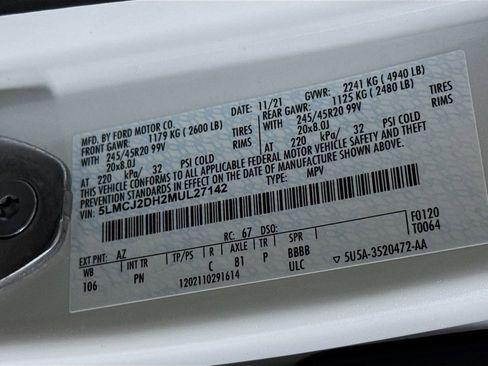 MFD. BY FORD MOTOR CO.
DATE: 11/21 GVWR: 2241 KG ( 4940 LB)
FRONT GAWR: 1179 KG ( 2600 LB) REAR GAWR: 1125 KG ( 2480 LB)
WITH 245/45R20 99V TIRES WITH 245/45R20 99V TIRES
20x8.0J RIMS 20x8.0J RIMS
AT 220 kPa/ 32 PSI COLD AT 220 kPa/ 32 PSI COLD
THIS VEHICLE CONFORMS TO ALL APPLICABLE FEDERAL MOTOR VEHICLE SAFETY AND THEFT
PREVENTION STANDARDS IN EFFECT ON THE DATE OF MANUFACTURE SHOWN ABOVE.
VIN: 5LMCJ2DH2MUL27142
TYPE: MPV
F0120
T0064
EXT PNT: AZ RC: 67 DSO:
WB INT TR TP/PS R AXLE TR SPR
106 PN C 81 P BBBB
1202110291614 ULC ▽ 5U5A-3520472-AA